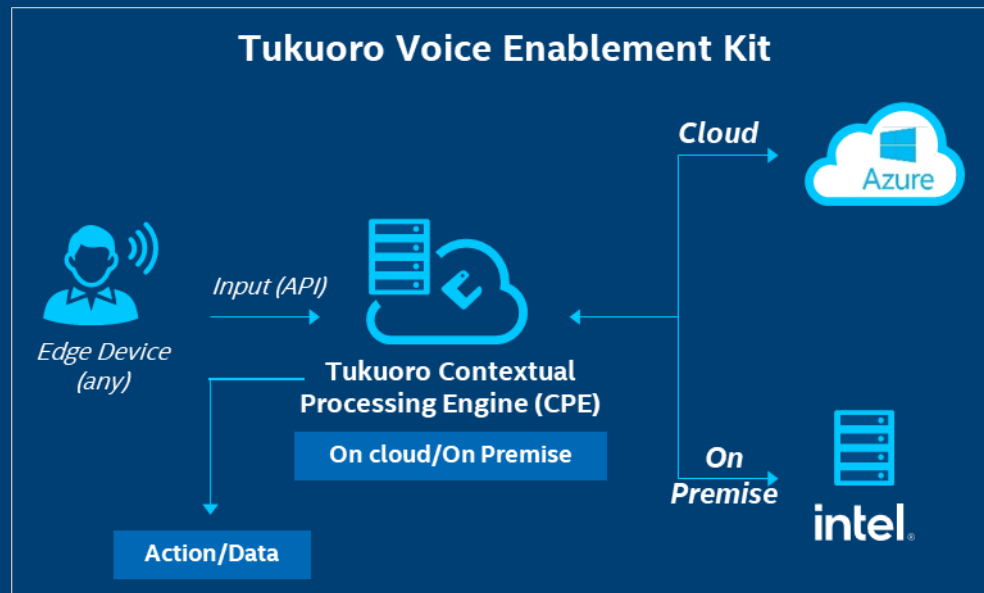 Tukuoro Voice Enablement Kit
Cloud
Azure
Input (API)
Edge Device
(any)
Tukuoro Contextual
Processing Engine (CPE)
On cloud/On Premise
On
Premise
intel.
Action/Data